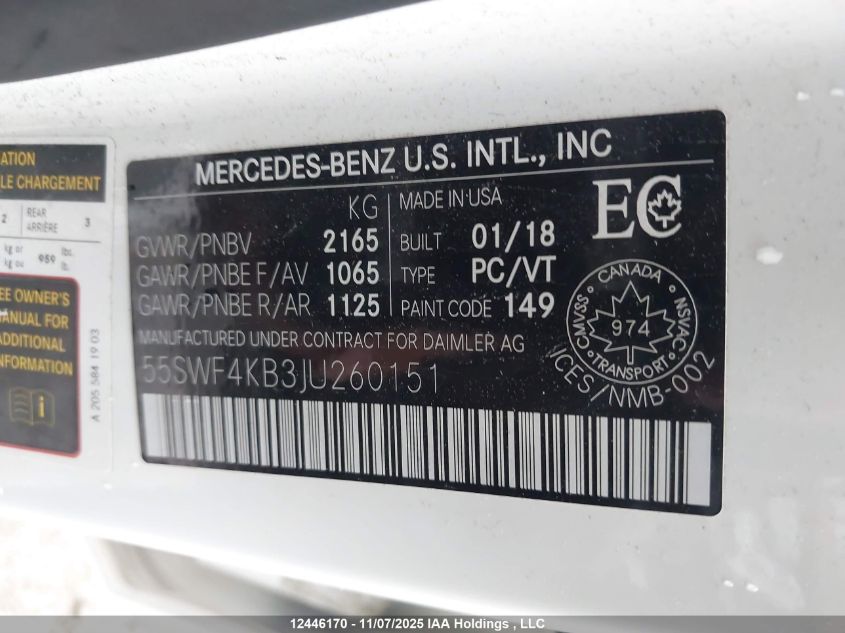 ATION
LE CHARGEMENT
2 REAR ARRIÈRE 3
kg or 959 lbs.
kg ou lb.
EE OWNER'S
MANUAL FOR
ADDITIONAL
INFORM
i
A 205 584 19 03
MERCEDES-BENZ U.S. INTL., INC
KG MADE IN USA
GVWR/PNBV 2165 BUILT 01/18
GAWR/PNBE F/AV 1065 TYPE PC/VT
GAWR/PNBE R/AR 1125 PAINT CODE 149
MANUFACTURED UNDER CONTRACT FOR DAIMLER AG
55SWF4KB3JU260151
EC
CANADA
CMVSS 974 NSVAC
TRANSPORT
ICES/NMB-002
12446170 - 11/07/2025 IAA Holdings , LLC